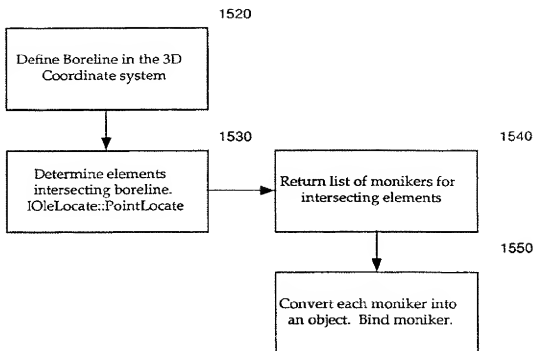 1520
Define Boreline in the 3D
Coordinate system
1530
Determine elements
intersecting boreline.
IOleLocate::PointLocate
1540
Return list of monikers for
intersecting elements
1550
Convert each moniker into
an object. Bind moniker.